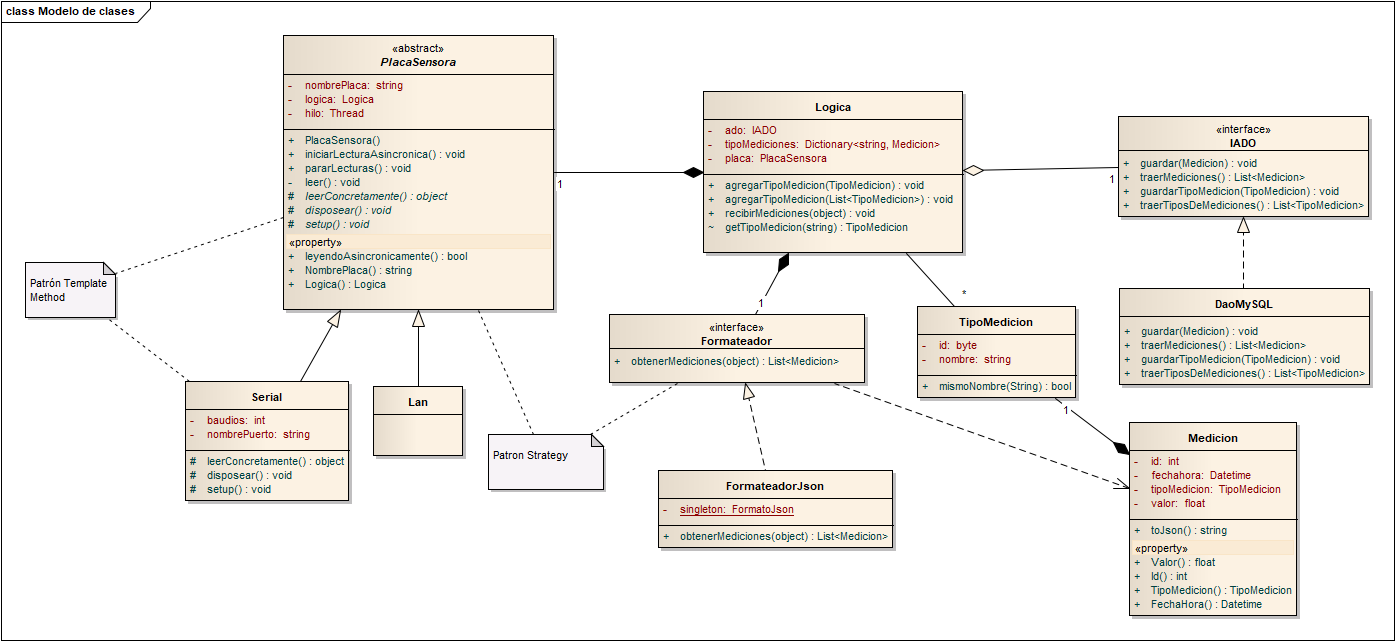 class Modelo de clases
«abstract»
PlacaSensora
- nombrePlaca: string
- logica: Logica
- hilo: Thread
+ PlacaSensora()
+ iniciarLecturaAsincronica() : void
+ pararLecturas() : void
- leer() : void
# leerConcretamente() : object
# disposear() : void
# setup() : void
«property»
+ leyendoAsincronicamente() : bool
+ NombrePlaca() : string
+ Logica() : Logica
1
Logica
- ado: IADO
- tipoMediciones: Dictionary<string, Medicion>
- placa: PlacaSensora
+ agregarTipoMedicion(TipoMedicion) : void
+ agregarTipoMedicion(List<TipoMedicion>) : void
+ recibirMediciones(object) : void
~ getTipoMedicion(string) : TipoMedicion
1
«interface»
IADO
+ guardar(Medicion) : void
+ traerMediciones() : List<Medicion>
+ guardarTipoMedicion(TipoMedicion) : void
+ traerTiposDeMediciones() : List<TipoMedicion>
Patrón Template
Method
1
*
«interface»
Formateador
+ obtenerMediciones(object) : List<Medicion>
TipoMedicion
- id: byte
- nombre: string
+ mismoNombre(String) : bool
1
DaoMySQL
+ guardar(Medicion) : void
+ traerMediciones() : List<Medicion>
+ guardarTipoMedicion(TipoMedicion) : void
+ traerTiposDeMediciones() : List<TipoMedicion>
Serial
- baudios: int
- nombrePuerto: string
# leerConcretamente() : object
# disposear() : void
# setup() : void
Lan
Patron Strategy
FormateadorJson
- singleton: FormatoJson
+ obtenerMediciones(object) : List<Medicion>
Medicion
- id: int
- fechahora: Datetime
- tipoMedicion: TipoMedicion
- valor: float
+ toJson() : string
«property»
+ Valor() : float
+ Id() : int
+ TipoMedicion() : TipoMedicion
+ FechaHora() : Datetime